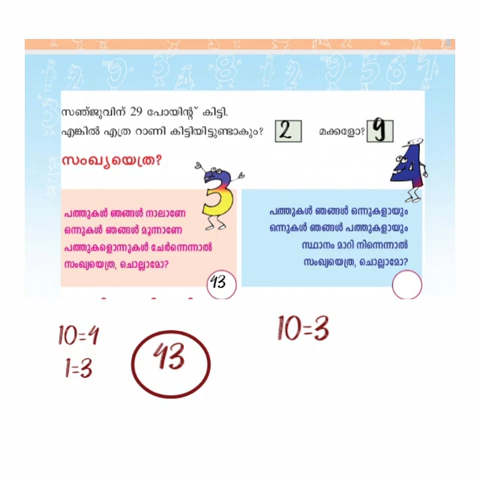 സഞ്ജുവിന് 29 പോയിന്റ് കിട്ടി.
എങ്കിൽ എത്ര റാണി കിട്ടിയിട്ടുണ്ടാകും? 2 മക്കളോ? 9
സംഖ്യയെത്ര?
പത്തുകൾ ഞങ്ങൾ നാലാണേ
ഒന്നുകൾ ഞങ്ങൾ മൂന്നാണേ
പത്തുകളൊന്നുകൾ ചേർന്നെന്നാൽ
സംഖ്യയെത്ര, ചൊല്ലാമോ?
43
പത്തുകൾ ഞങ്ങൾ ഒന്നുകളായും
ഒന്നുകൾ ഞങ്ങൾ പത്തുകളായും
സ്ഥാനം മാറി നിന്നെന്നാൽ
സംഖ്യയെത്ര, ചൊല്ലാമോ?
10=4
1=3
43
10=3